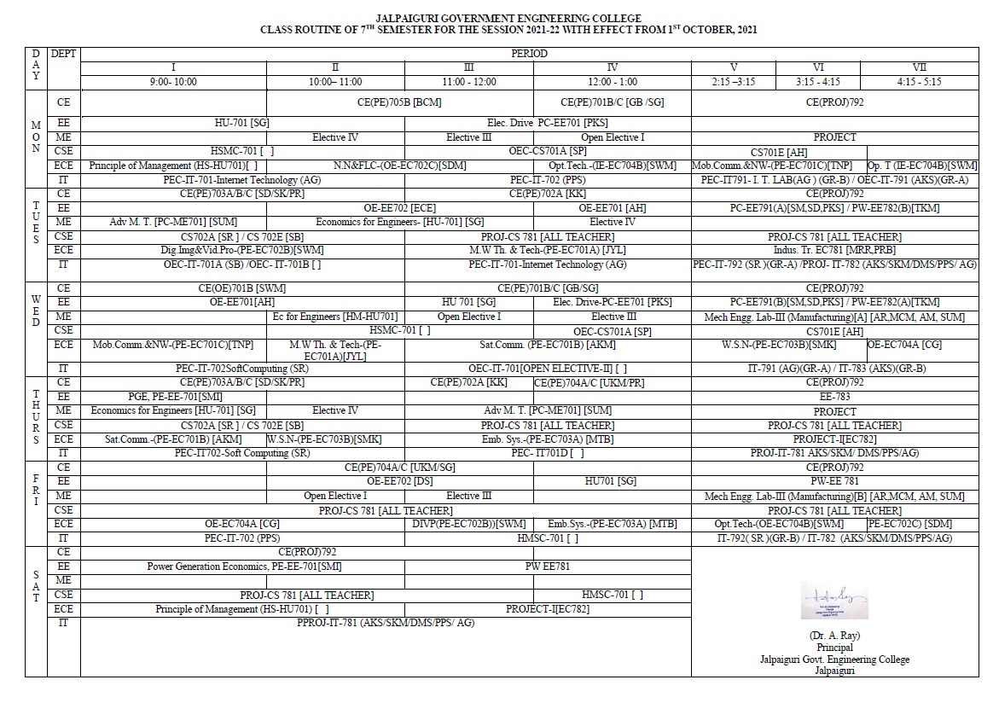 JALPAIGURI GOVERNMENT ENGINEERING COLLEGE
CLASS ROUTINE OF 7TH SEMESTER FOR THE SESSION 2021-22 WITH EFFECT FROM 1ST OCTOBER, 2021
DAY DEPT PERIOD
I II III IV V VI VII
9:00- 10:00 10:00– 11:00 11:00 - 12:00 12:00 - 1:00 2:15 –3:15 3:15 - 4:15 4:15 - 5:15
MON
CE CE(PE)705B [BCM] CE(PE)701B/C [GB /SG] CE(PROJ)792
EE HU-701 [SG] Elec. Drive PC-EE701 [PKS]
ME Elective IV Elective III Open Elective I PROJECT
CSE HSMC-701 [ ] OEC-CS701A [SP] CS701E [AH]
ECE Principle of Management (HS-HU701)[ ] N.N&FLC-(OE-EC702C)[SDM] Opt.Tech.-(IE-EC704B)[SWM] Mob.Comm.&NW-(PE-EC701C)[TNP] Op. T (IE-EC704B)[SWM]
IT PEC-IT-701-Internet Technology (AG) PEC-IT-702 (PPS) PEC-IT791- I. T. LAB(AG ) (GR-B) / OEC-IT-791 (AKS)(GR-A)
TUES
CE CE(PE)703A/B/C [SD/SK/PR] CE(PE)702A [KK] CE(PROJ)792
EE OE-EE702 [ECE] OE-EE701 [AH] PC-EE791(A)[SM,SD,PKS] / PW-EE782(B)[TKM]
ME Adv M. T. [PC-ME701] [SUM] Economics for Engineers- [HU-701] [SG] Elective IV
CSE CS702A [SR ] / CS 702E [SB] PROJ-CS 781 [ALL TEACHER] PROJ-CS 781 [ALL TEACHER]
ECE Dig.Img&Vid.Pro-(PE-EC702B)[SWM] M.W Th. & Tech-(PE-EC701A) [JYL] Indus. Tr. EC781 [MRR,PRB]
IT OEC-IT-701A (SB) /OEC- IT-701B [ ] PEC-IT-701-Internet Technology (AG) PEC-IT-792 (SR )(GR-A) /PROJ- IT-782 (AKS/SKM/DMS/PPS/ AG)
WED
CE CE(OE)701B [SWM] CE(PE)701B/C [GB/SG] CE(PROJ)792
EE OE-EE701[AH] HU 701 [SG] Elec. Drive-PC-EE701 [PKS] PC-EE791(B)[SM,SD,PKS] / PW-EE782(A)[TKM]
ME Ec for Engineers [HM-HU701] Open Elective I Elective III Mech Engg. Lab-III (Manufacturing)[A] [AR,MCM, AM, SUM]
CSE HSMC-701 [ ] OEC-CS701A [SP] CS701E [AH]
ECE Mob.Comm.&NW-(PE-EC701C)[TNP] M.W Th. & Tech-(PE-EC701A)[JYL] Sat.Comm. (PE-EC701B) [AKM] W.S.N-(PE-EC703B)[SMK] OE-EC704A [CG]
IT PEC-IT-702SoftComputing (SR) OEC-IT-701[OPEN ELECTIVE-II] [ ] IT-791 (AG)(GR-A) / IT-783 (AKS)(GR-B)
THURS
CE CE(PE)703A/B/C [SD/SK/PR] CE(PE)702A [KK] CE(PE)704A/C [UKM/PR] CE(PROJ)792
EE PGE, PE-EE-701[SMI] EE-783
ME Economics for Engineers [HU-701] [SG] Elective IV Adv M. T. [PC-ME701] [SUM] PROJECT
CSE CS702A [SR ] / CS 702E [SB] PROJ-CS 781 [ALL TEACHER] PROJ-CS 781 [ALL TEACHER]
ECE Sat.Comm.-(PE-EC701B) [AKM] W.S.N-(PE-EC703B)[SMK] Emb. Sys.-(PE-EC703A) [MTB] PROJECT-I[EC782]
IT PEC-IT702-Soft Computing (SR) PEC- IT701D [ ] PROJ-IT-781 AKS/SKM/ DMS/PPS/AG)
FRI
CE CE(PE)704A/C [UKM/SG] CE(PROJ)792
EE OE-EE702 [DS] HU701 [SG] PW-EE 781
ME Open Elective I Elective III Mech Engg. Lab-III (Manufacturing)[B] [AR,MCM, AM, SUM]
CSE PROJ-CS 781 [ALL TEACHER] PROJ-CS 781 [ALL TEACHER]
ECE OE-EC704A [CG] DIVP(PE-EC702B))[SWM] Emb.Sys.-(PE-EC703A) [MTB] Opt.Tech-(OE-EC704B)[SWM] [PE-EC702C) [SDM]
IT PEC-IT-702 (PPS) HMSC-701 [ ] IT-792( SR )(GR-B) / IT-782 (AKS/SKM/DMS/PPS/AG)
SAT
CE CE(PROJ)792
EE Power Generation Economics, PE-EE-701[SMI] PW EE781
ME
CSE PROJ-CS 781 [ALL TEACHER] HMSC-701 [ ]
ECE Principle of Management (HS-HU701) [ ] PROJECT-I[EC782]
IT PPROJ-IT-781 (AKS/SKM/DMS/PPS/ AG)
(Dr. A. Ray)
Principal
Jalpaiguri Govt. Engineering College
Jalpaiguri